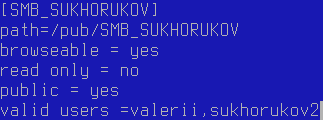 [SMB_SUKHORUKOV]
path=/pub/SMB_SUKHORUKOV
browseable = yes
read only = no
public = yes
valid users =valerii,sukhorukov2